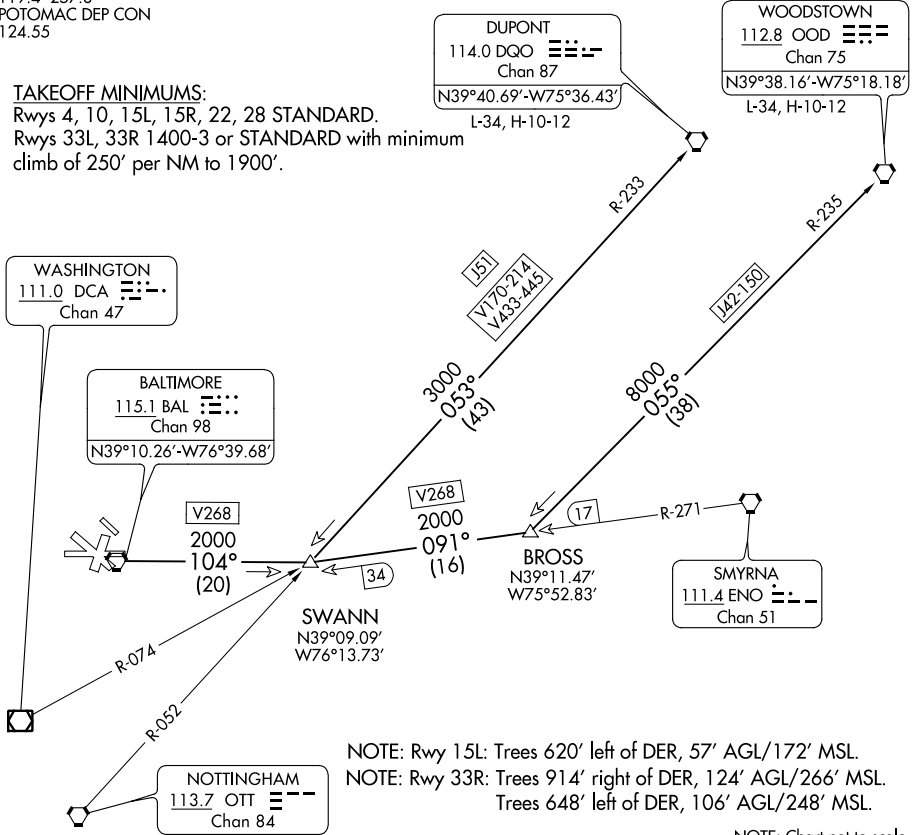 POTOMAC DEP CON
124.55
TAKEOFF MINIMUMS:
Rwys 4, 10, 15L, 15R, 22, 28 STANDARD.
Rwys 33L, 33R 1400-3 or STANDARD with minimum
climb of 250' per NM to 1900'.
DUPONT
114.0 DQO
Chan 87
N39°40.69'-W75°36.43'
L-34, H-10-12
WOODSTOWN
112.8 OOD
Chan 75
N39°38.16'-W75°18.18'
L-34, H-10-12
R-233
R-235
J51
V170-214
V433-445
J42-150
WASHINGTON
111.0 DCA
Chan 47
BALTIMORE
115.1 BAL
Chan 98
N39°10.26'-W76°39.68'
3000
053°
(43)
8000
055°
(38)
V268
2000
104°
(20)
V268
2000
091°
(16)
17
R-271
34
SWANN
N39°09.09'
W76°13.73'
BROSS
N39°11.47'
W75°52.83'
SMYRNA
111.4 ENO
Chan 51
R-074
R-052
NOTTINGHAM
113.7 OTT
Chan 84
NOTE: Rwy 15L: Trees 620' left of DER, 57' AGL/172' MSL.
NOTE: Rwy 33R: Trees 914' right of DER, 124' AGL/266' MSL.
Trees 648' left of DER, 106' AGL/248' MSL.